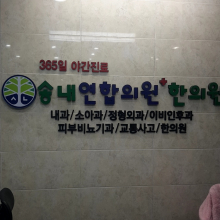 365일 야간진료
송내연합의원 한의원
내과/소아과/정형외과/이비인후과
피부비뇨기과/교통사고/한의원